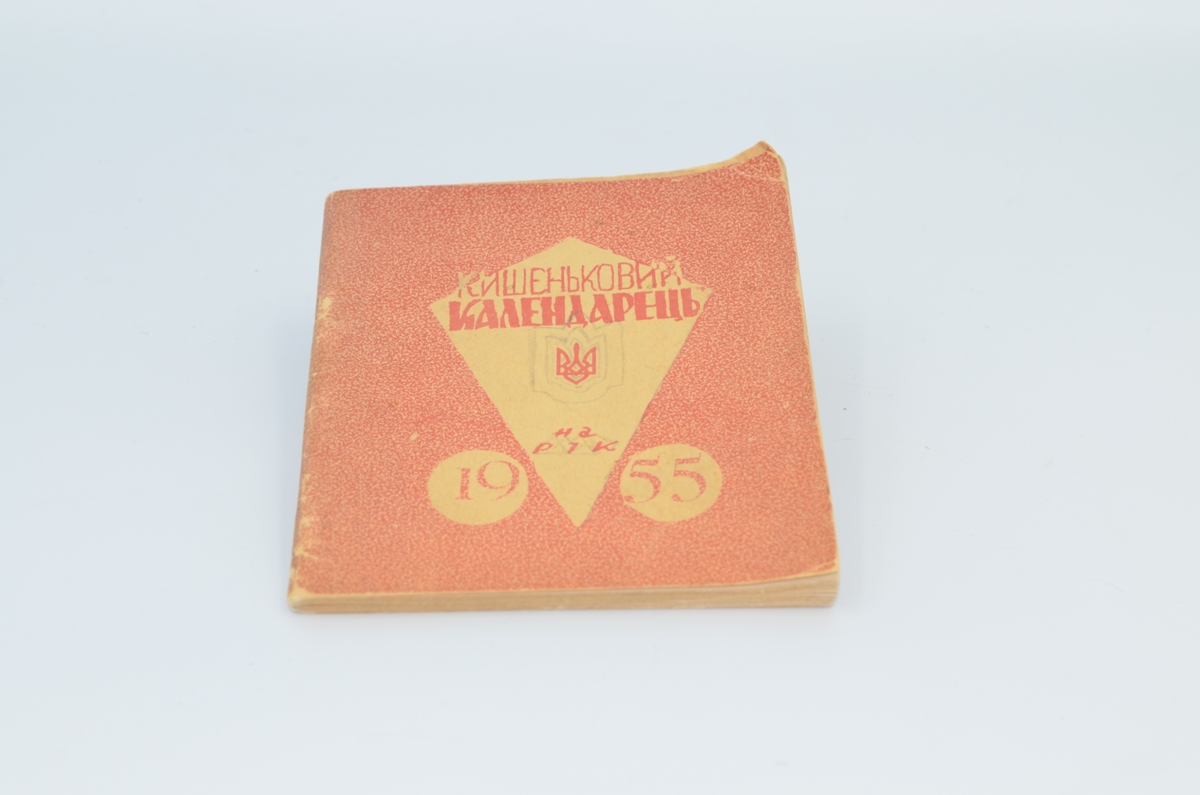 КИШЕНЬКОВИЙ
КАЛЕНДАРЕЦЬ
на
рік
19 55